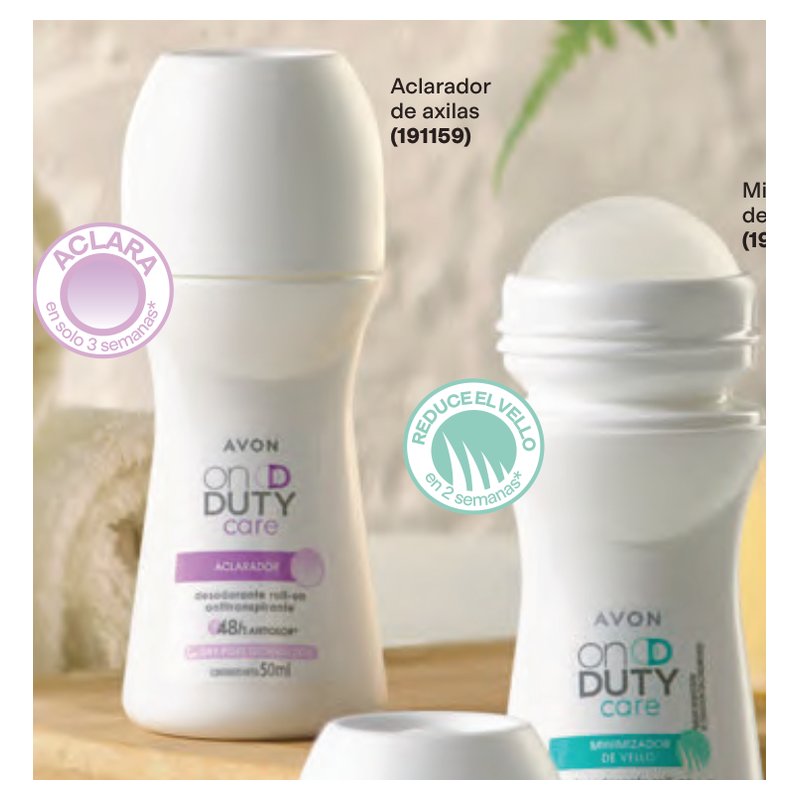 Aclarador
de axilas
(191159)
Mi
de
(19
ACLARA
en solo 3 semanas*
REDUCE EL VELLO
en 2 semanas*
AVON
on D
DUTY
care
ACLARADOR
desodorante roll-on
antitranspirante
48h
50ml
AVON
on D
DUTY
care
MINIMIZADOR
DE VELLO